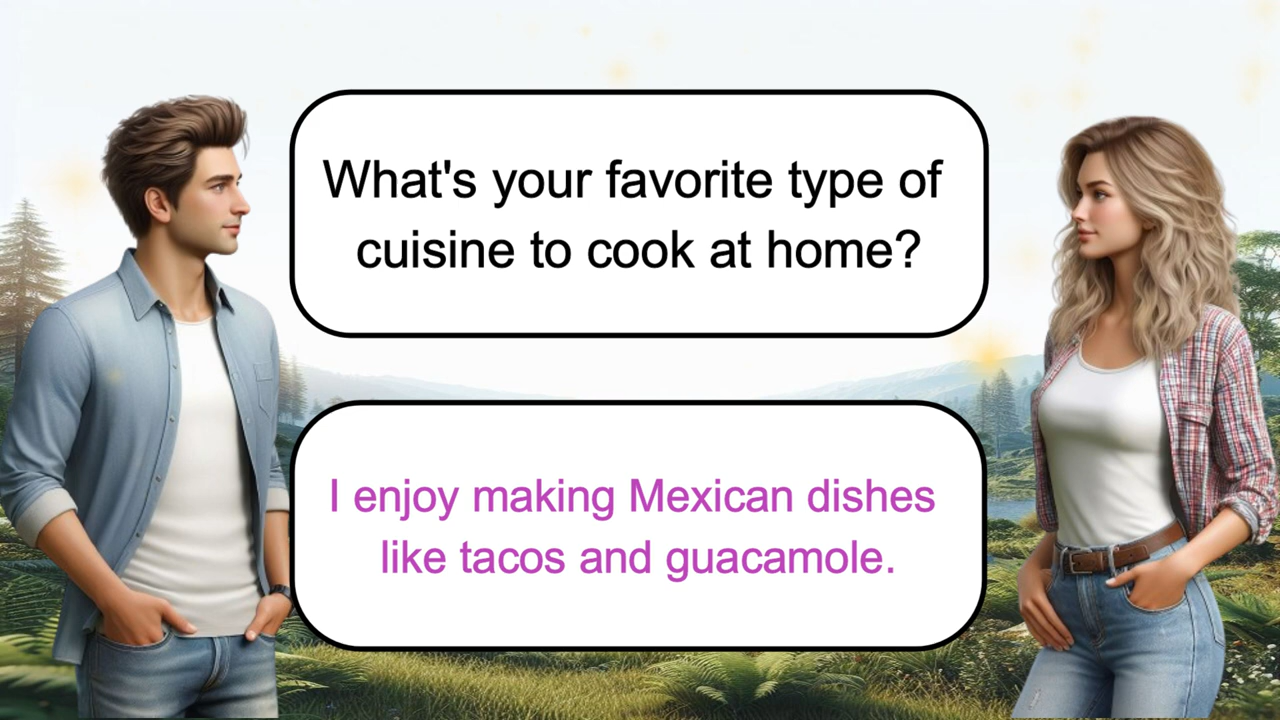 What's your favorite type of
cuisine to cook at home?
I enjoy making Mexican dishes
like tacos and guacamole.